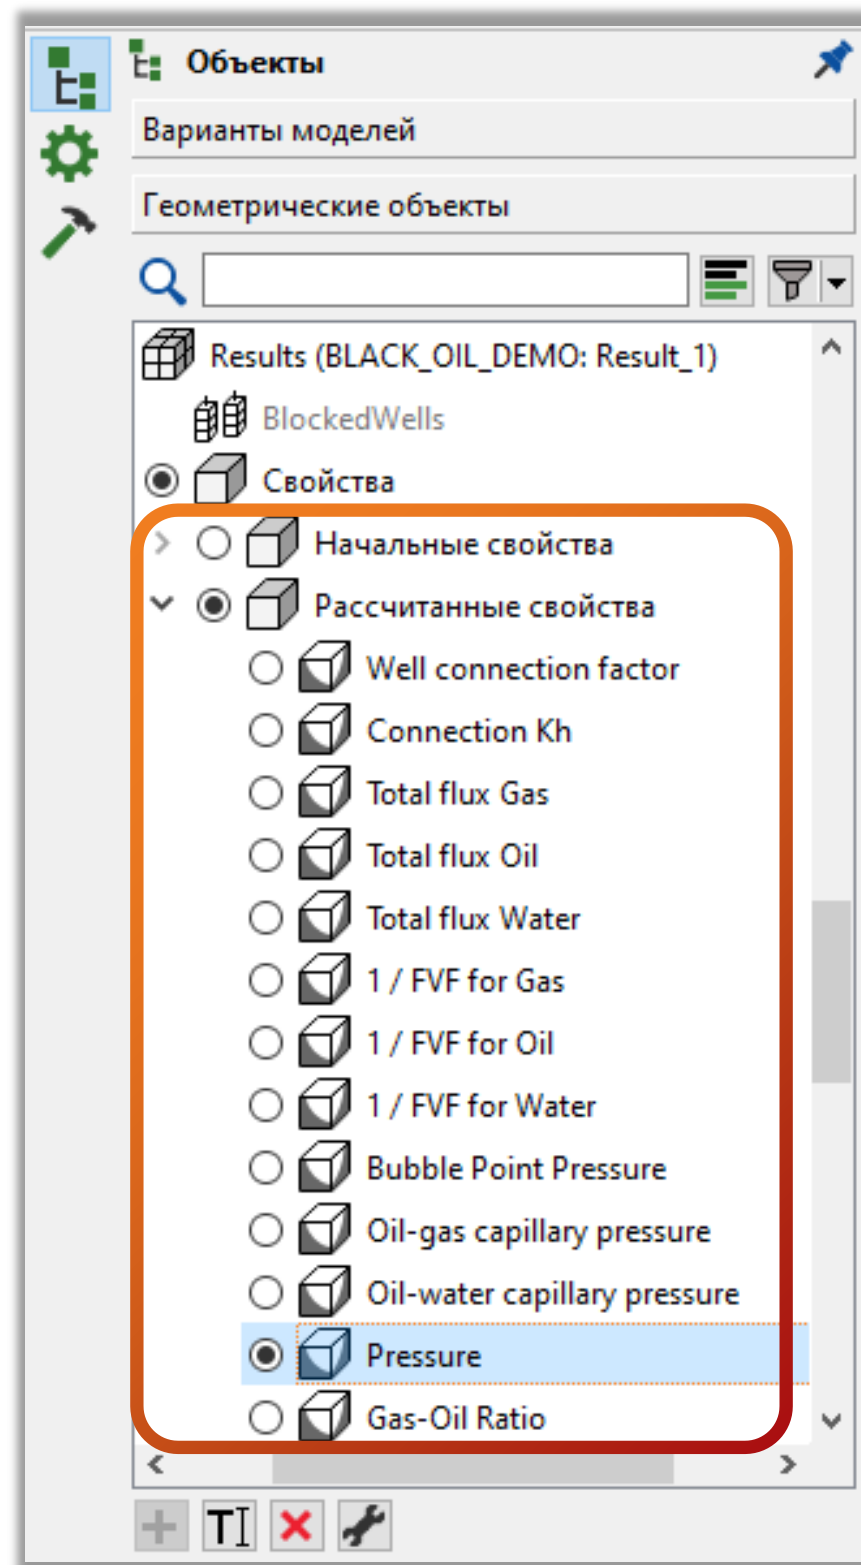 Объекты
Варианты моделей
Геометрические объекты
Results (BLACK_OIL_DEMO: Result_1)
BlockedWells
Свойства
Начальные свойства
Рассчитанные свойства
Well connection factor
Connection Kh
Total flux Gas
Total flux Oil
Total flux Water
1 / FVF for Gas
1 / FVF for Oil
1 / FVF for Water
Bubble Point Pressure
Oil-gas capillary pressure
Oil-water capillary pressure
Pressure
Gas-Oil Ratio